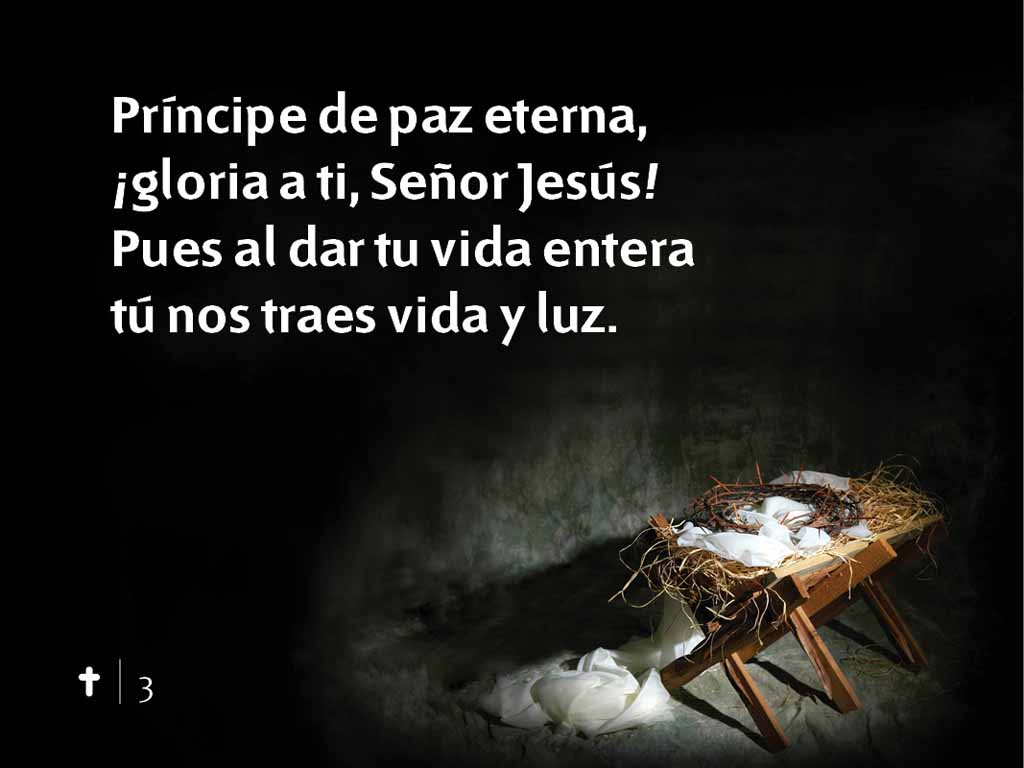 Príncipe de paz eterna,
¡gloria a ti, Señor Jesús!
Pues al dar tu vida entera
tú nos traes vida y luz.
3